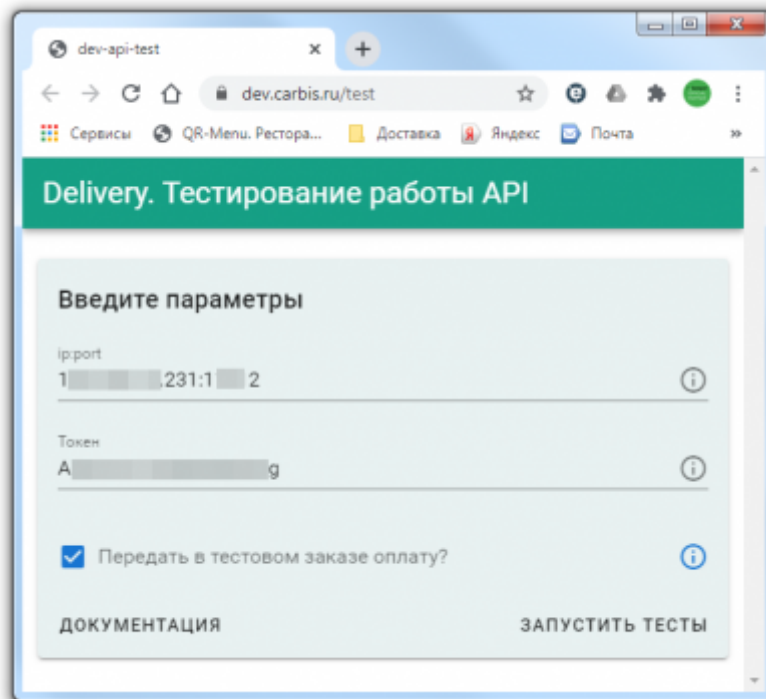 dev-api-test
dev.carbis.ru/test
Сервисы QR-Menu. Рестора... Доставка Яндекс Почта »
Delivery. Тестирование работы API
Введите параметры
ip:port
1 .231:1 2
Токен
A g
Передать в тестовом заказе оплату?
ДОКУМЕНТАЦИЯ ЗАПУСТИТЬ ТЕСТЫ